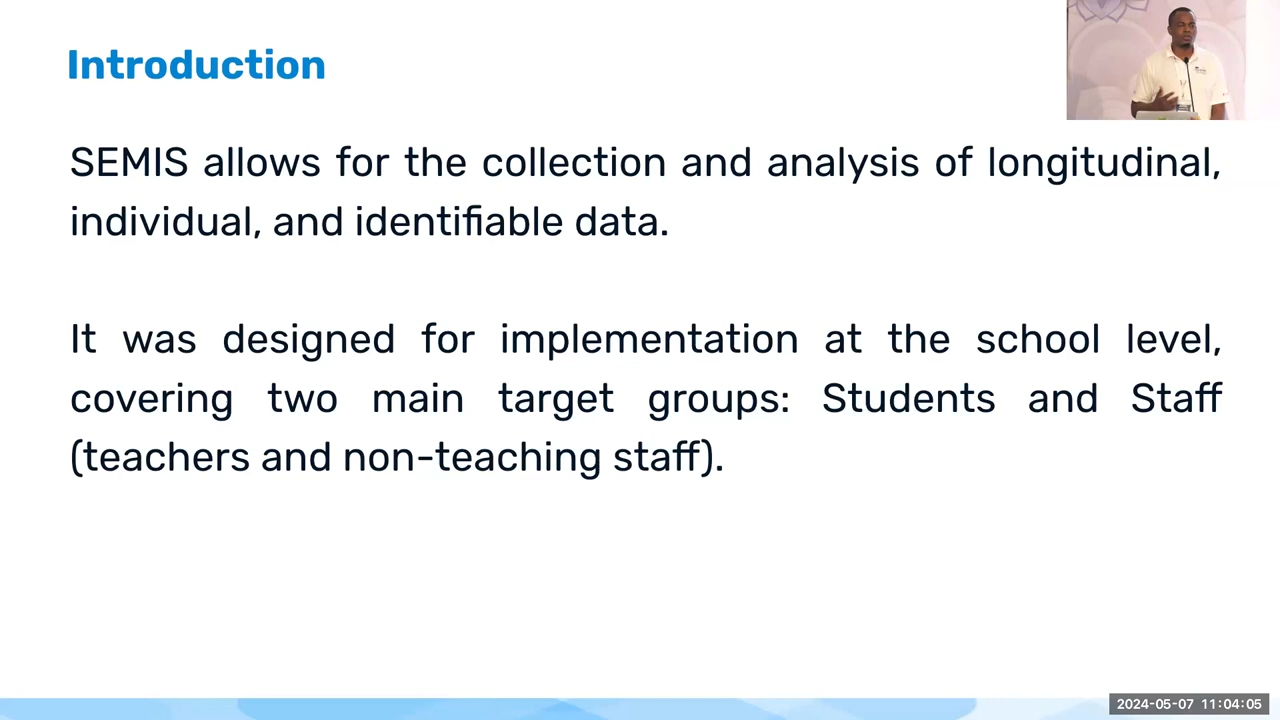 Introduction
SEMIS allows for the collection and analysis of longitudinal,
individual, and identifiable data.
It was designed for implementation at the school level,
covering two main target groups: Students and Staff
(teachers and non-teaching staff).
2024-05-07 11:04:05